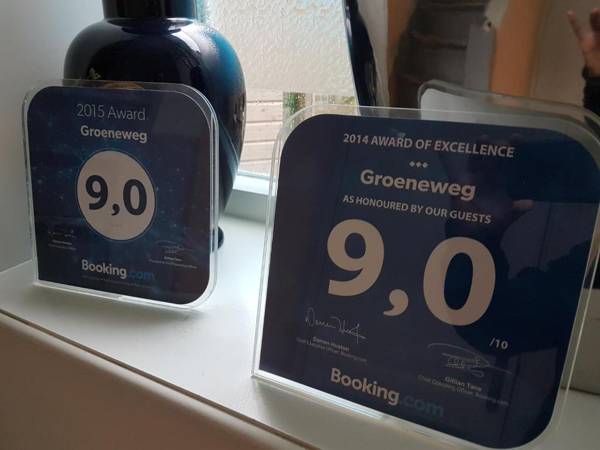 2015 Award
Groeneweg
9,0
Booking.com
2014 AWARD OF EXCELLENCE
Groeneweg
AS HONOURED BY OUR GUESTS
9,0
/10
Darren Huston
Chief Executive Officer, Booking.com
Gillian Tans
Chief Operating Officer, Booking.com
Booking.com